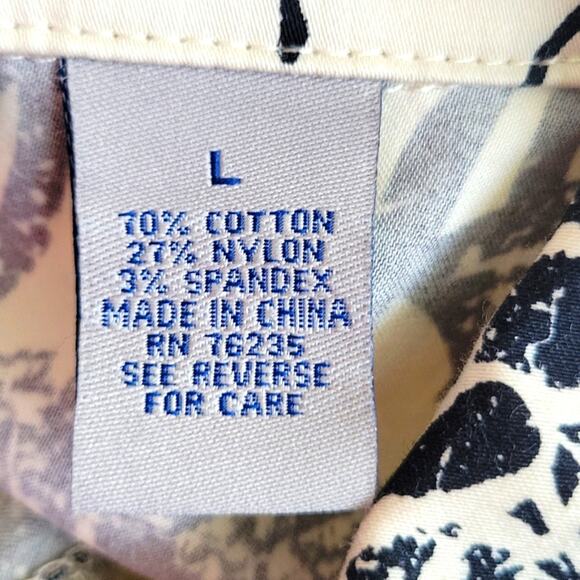 L
70% COTTON
27% NYLON
3% SPANDEX
MADE IN CHINA
RN 76235
SEE REVERSE
FOR CARE